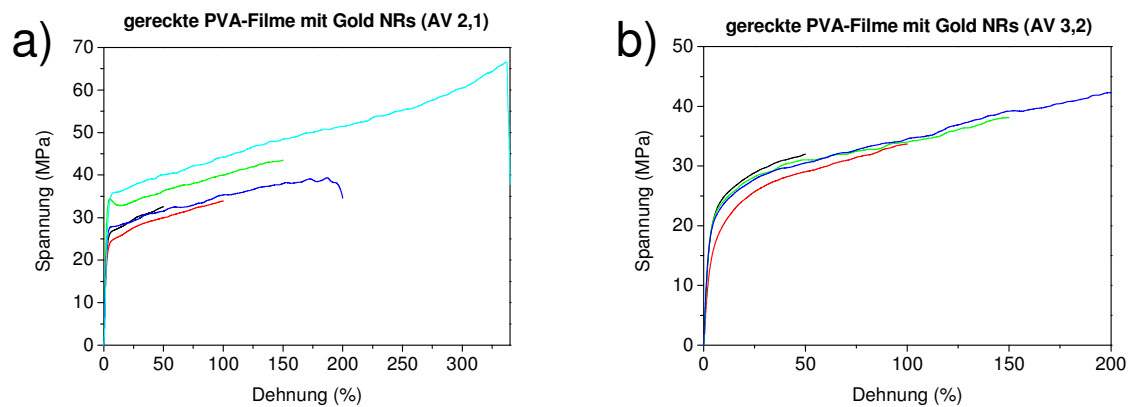 a)
gereckte PVA-Filme mit Gold NRs (AV 2,1)
70
60
50
40
30
20
10
0
Spannung (MPa)
0 50 100 150 200 250 300
Dehnung (%)
b)
gereckte PVA-Filme mit Gold NRs (AV 3,2)
50
40
30
20
10
0
Spannung (MPa)
0 50 100 150 200
Dehnung (%)